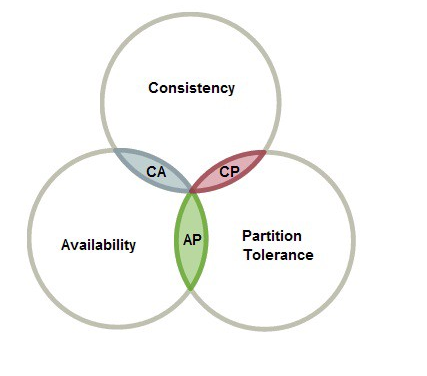 Consistency
CA
CP
Availability
AP
Partition
Tolerance